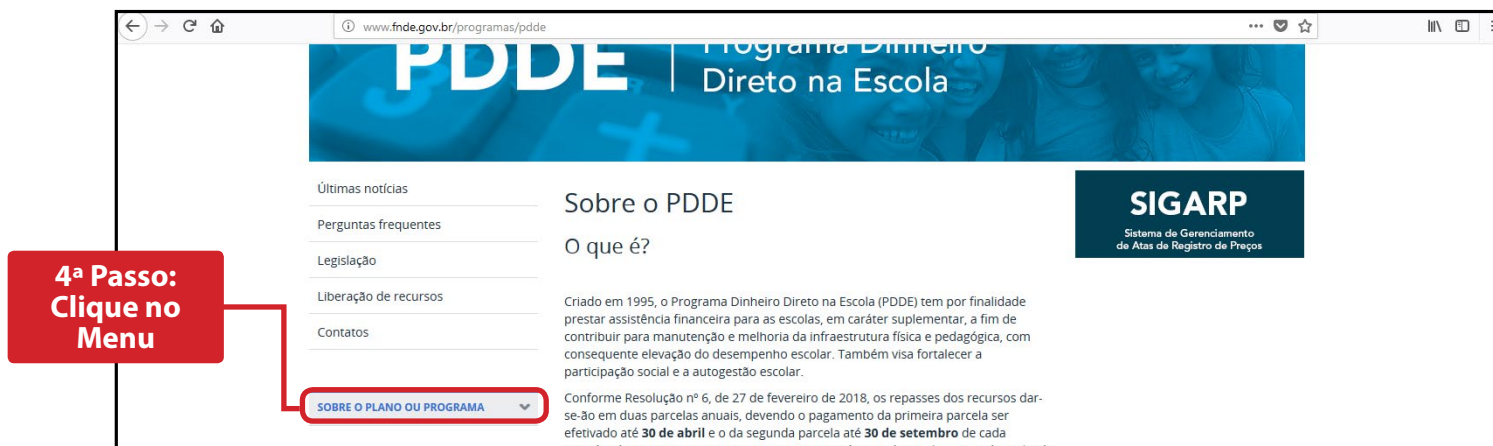 www.fnde.gov.br/programas/pdde
PDDE
Programa Dinheiro
Direto na Escola
Últimas notícias
Perguntas frequentes
Legislação
Liberação de recursos
Contatos
SOBRE O PLANO OU PROGRAMA
4ª Passo:
Clique no
Menu
Sobre o PDDE
O que é?
Criado em 1995, o Programa Dinheiro Direto na Escola (PDDE) tem por finalidade
prestar assistência financeira para as escolas, em caráter suplementar, a fim de
contribuir para manutenção e melhoria da infraestrutura física e pedagógica, com
consequente elevação do desempenho escolar. Também visa fortalecer a
participação social e a autogestão escolar.
Conforme Resolução nº 6, de 27 de fevereiro de 2018, os repasses dos recursos dar-
se-ão em duas parcelas anuais, devendo o pagamento da primeira parcela ser
efetivado até 30 de abril e o da segunda parcela até 30 de setembro de cada
SIGARP
Sistema de Gerenciamento
de Atas de Registro de Preços